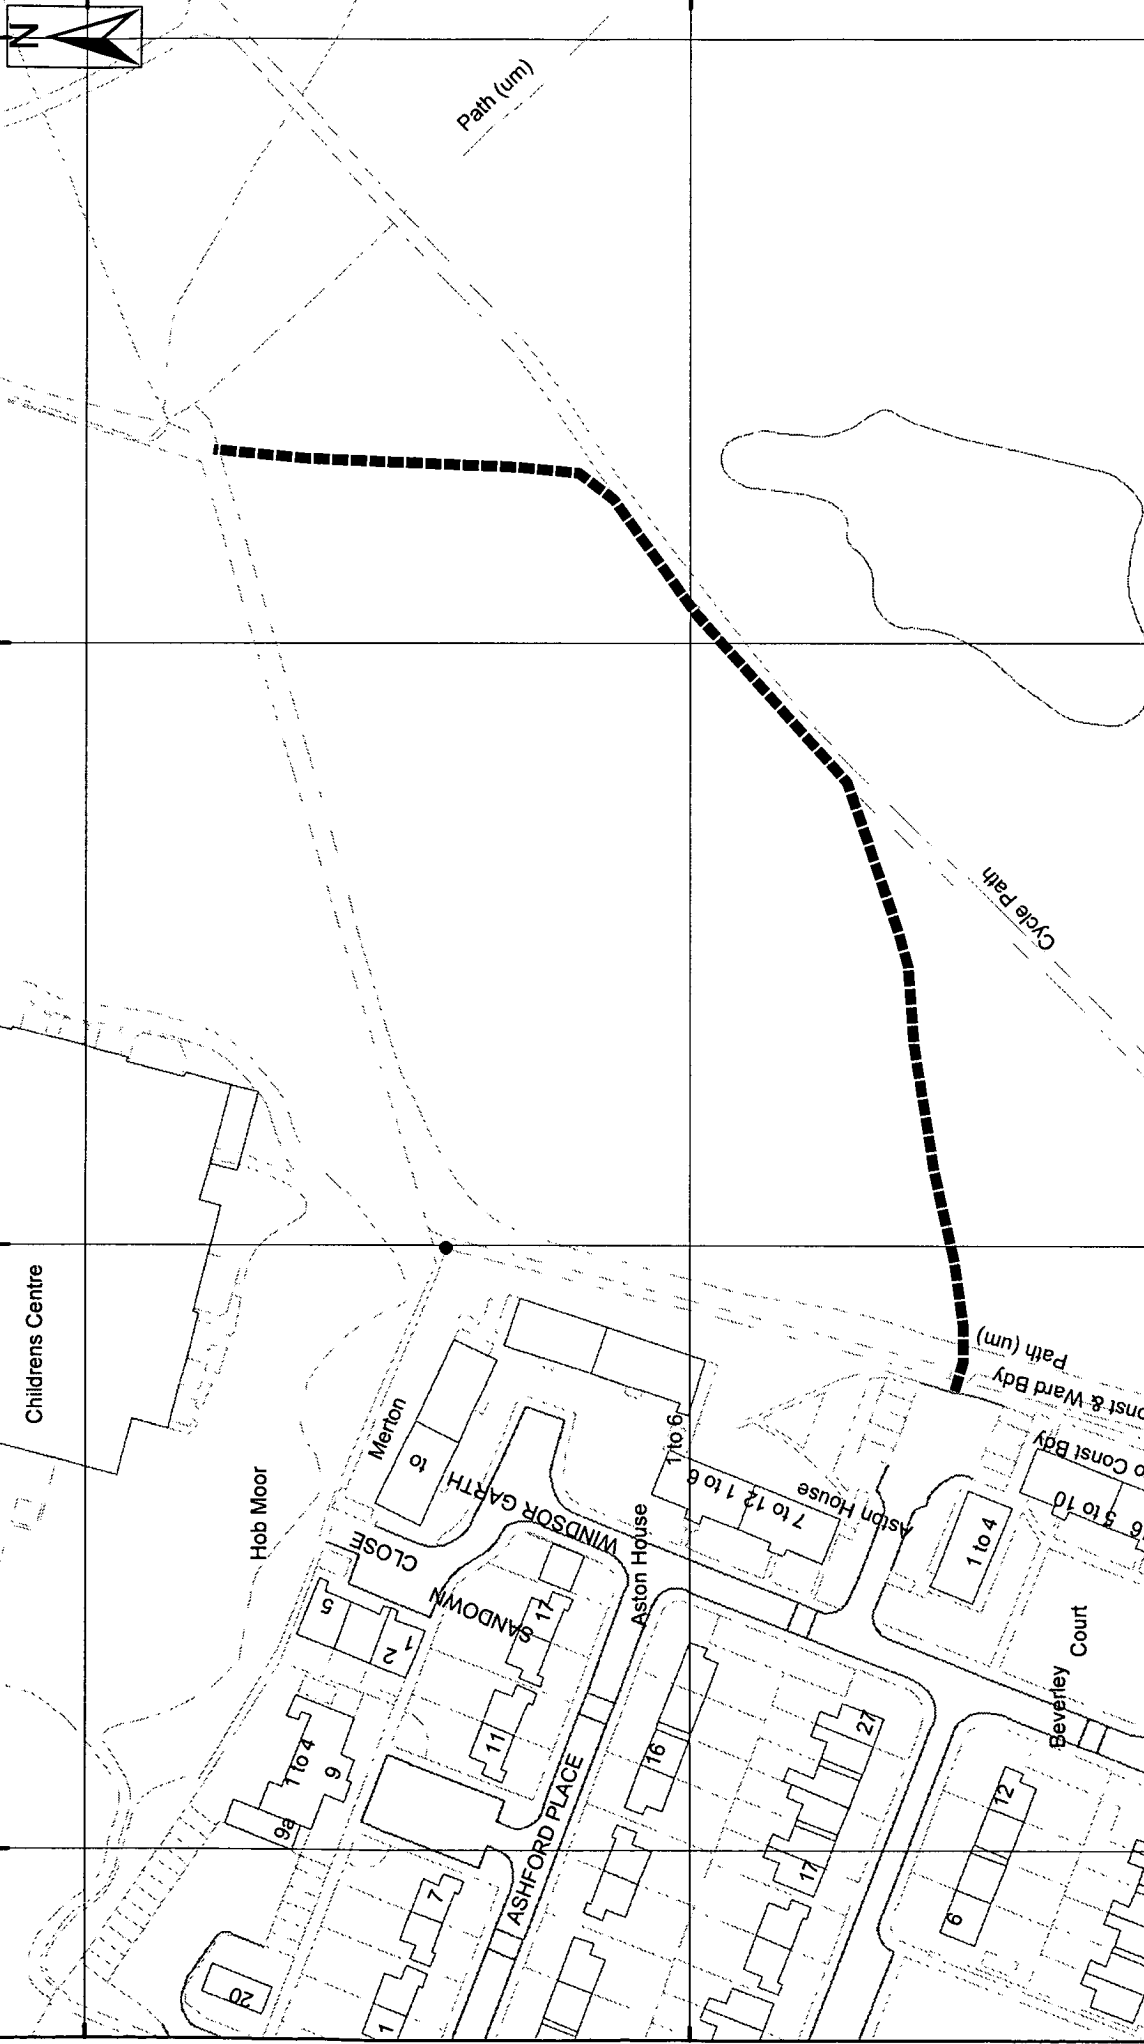 N
Path (um)
Cycle Path
Childrens Centre
Hob Moor
Merton
to
WINDSOR GARTH
CLOSE
SANDOWN
5
2
1
17
1 to 6
7 to 12
1 to 6
Aston House
Aston House
Path (um)
Ward Bdy
Const Bdy
5 to 10
1 to 4
Beverley
Court
1 to 4
9
9a
11
16
27
17
12
6
ASHFORD PLACE
7
1
20